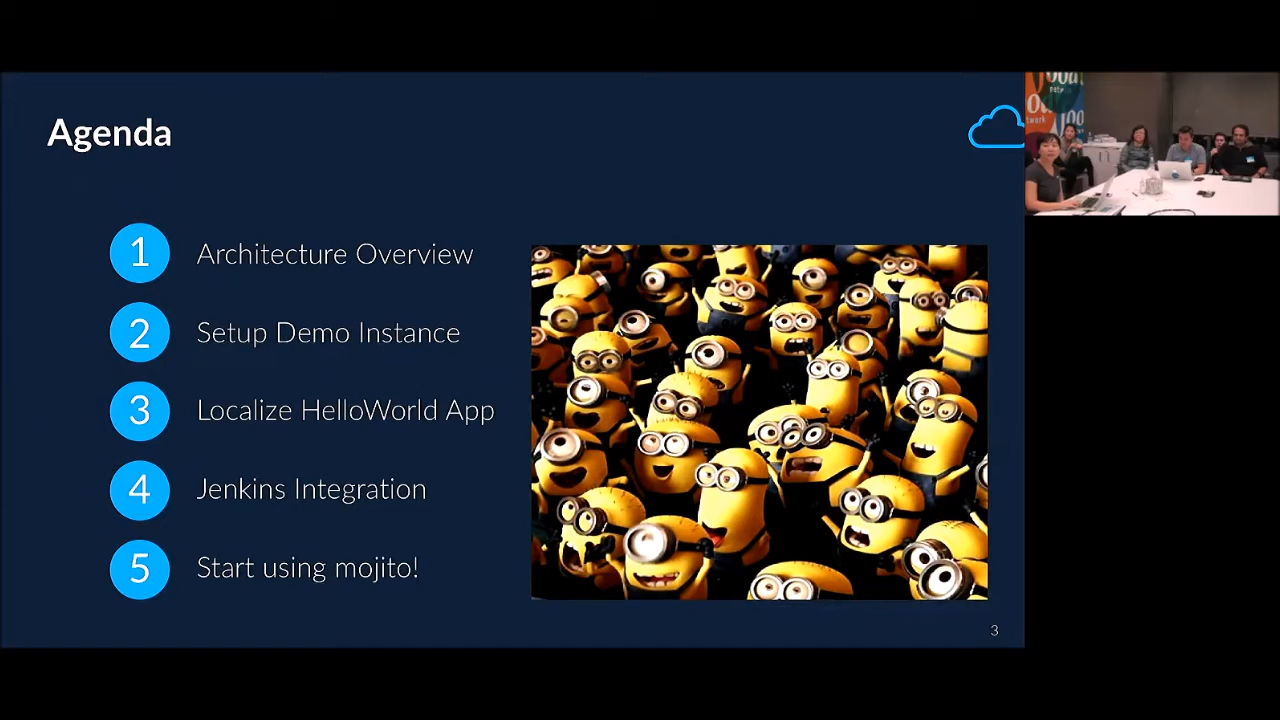 Agenda
1 Architecture Overview
2 Setup Demo Instance
3 Localize HelloWorld App
4 Jenkins Integration
5 Start using mojito!
3